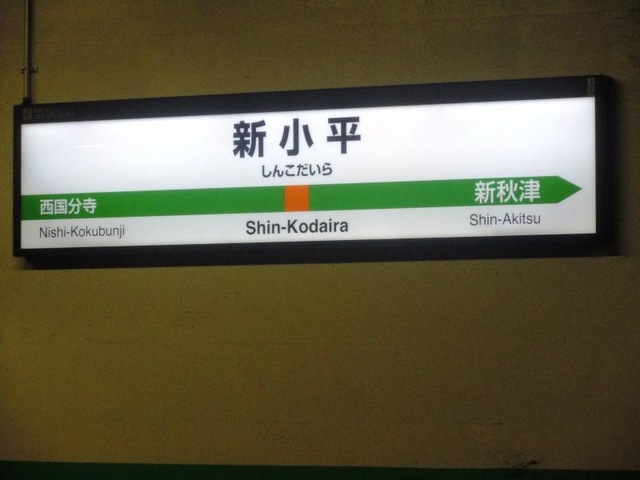 新小平
しんこだいら
西国分寺
新秋津
Nishi-Kokubunji
Shin-Kodaira
Shin-Akitsu